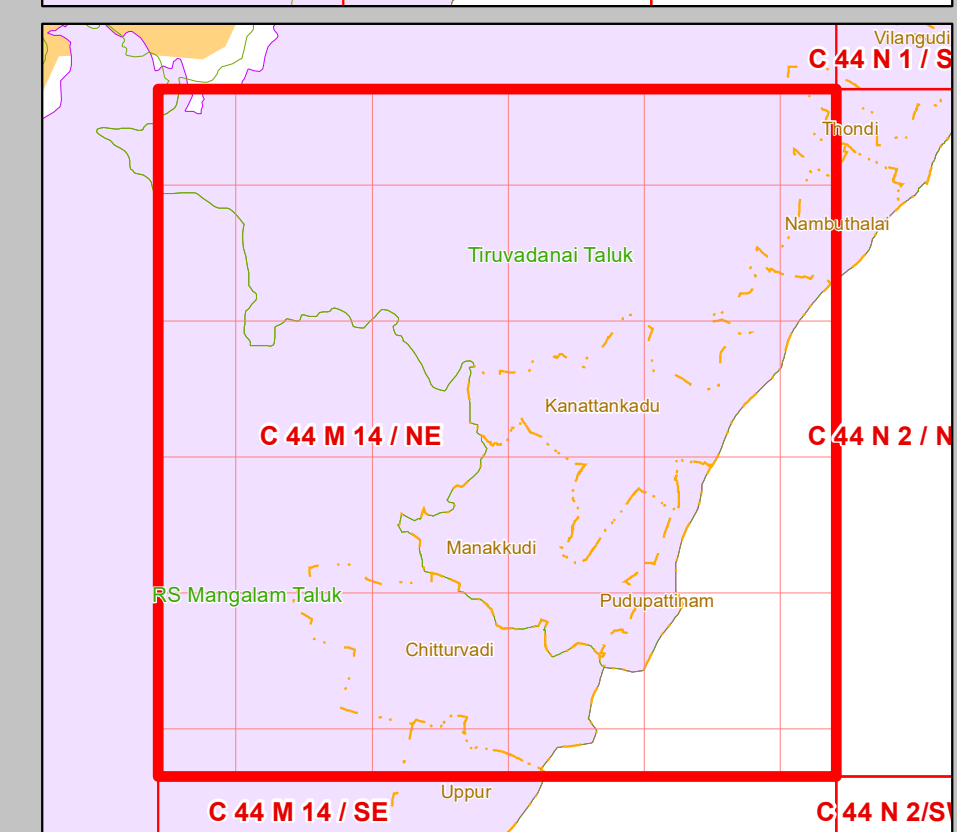 Vilangudi
C 44 N 1 / S
Thondi
Nambuthalai
Tiruvadanai Taluk
Kanattankadu
C 44 M 14 / NE
C 44 N 2 / N
Manakkudi
RS Mangalam Taluk
Pudupattinam
Chitturvadi
Uppur
C 44 M 14 / SE
C 44 N 2/S